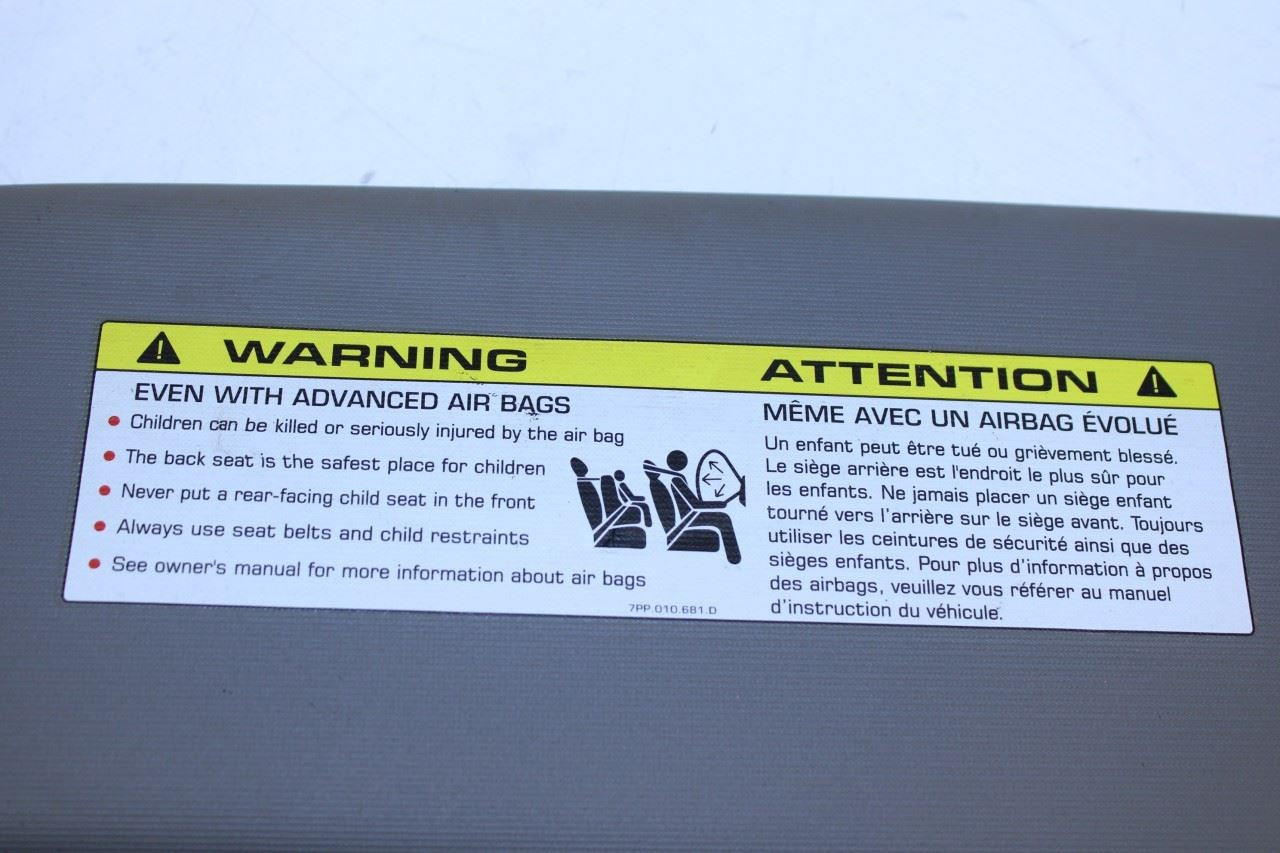 WARNING
EVEN WITH ADVANCED AIR BAGS
Children can be killed or seriously injured by the air bag
The back seat is the safest place for children
Never put a rear-facing child seat in the front
Always use seat belts and child restraints
See owner's manual for more information about air bags
7PP.010.681.D
ATTENTION
MÊME AVEC UN AIRBAG ÉVOLUÉ
Un enfant peut être tué ou grièvement blessé.
Le siège arrière est l'endroit le plus sûr pour
les enfants. Ne jamais placer un siège enfant
tourné vers l'arrière sur le siège avant. Toujours
utiliser les ceintures de sécurité ainsi que des
sièges enfants. Pour plus d'information à propos
des airbags, veuillez vous référer au manuel
d'instruction du véhicule.